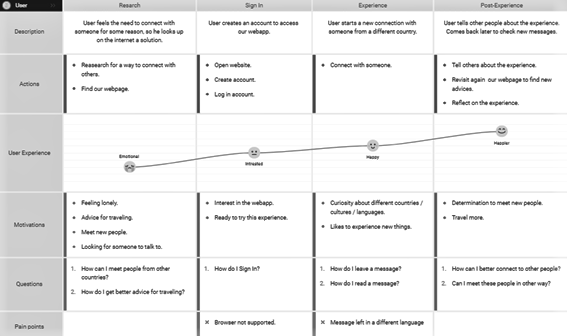 User
Resarch
Sign In
Experience
Post-Experience
Description
User feels the need to connect with
someone for some reason, so he looks up
on the internet a solution.
User creates an account to access
our webapp.
User starts a new connection with
someone from a different country.
User tells other people about the experience.
Comes back later to check new messages.
Actions
Reasearch for a way to connect with
others.
Find our webpage.
Open website.
Create account.
Log in account.
Connect with someone.
Tell others about the experience.
Revisit again our webpage to find new
advices.
Reflect on the experience.
User Experience
Emotional
Intrested
Happy
Happier
Motivations
Feeling lonely.
Advice for traveling.
Meet new people.
Looking for someone to talk to.
Interest in the webapp.
Ready to try this experience.
Curiosity about different countries /
cultures / languages.
Likes to experience new things.
Determination to meet new people.
Travel more.
Questions
1. How can I meet people from other
countries?
2. How do I get better advice for traveling?
1. How do I Sign In?
1. How do I leave a message?
2. How do I read a message?
1. How can I better connect to other people?
2. Can I meet these people in other way?
Pain points
× Browser not supported.
× Message left in a different language